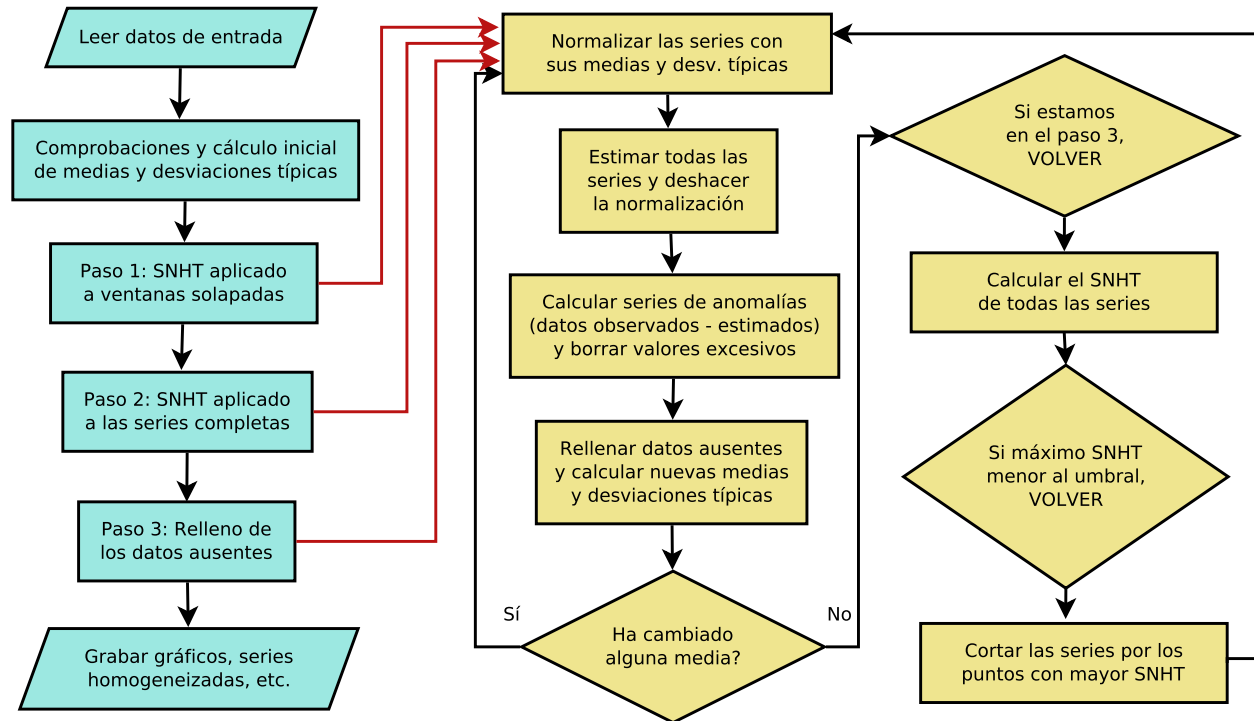 Leer datos de entrada
Comprobaciones y cálculo inicial
de medias y desviaciones típicas
Paso 1: SNHT aplicado
a ventanas solapadas
Paso 2: SNHT aplicado
a las series completas
Paso 3: Relleno de
los datos ausentes
Grabar gráficos, series
homogeneizadas, etc.
Normalizar las series con
sus medias y desv. típicas
Estimar todas las
series y deshacer
la normalización
Calcular series de anomalías
(datos observados - estimados)
y borrar valores excesivos
Rellenar datos ausentes
y calcular nuevas medias
y desviaciones típicas
Sí
No
Ha cambiado
alguna media?
Si estamos
en el paso 3,
VOLVER
Calcular el SNHT
de todas las series
Si máximo SNHT
menor al umbral,
VOLVER
Cortar las series por los
puntos con mayor SNHT